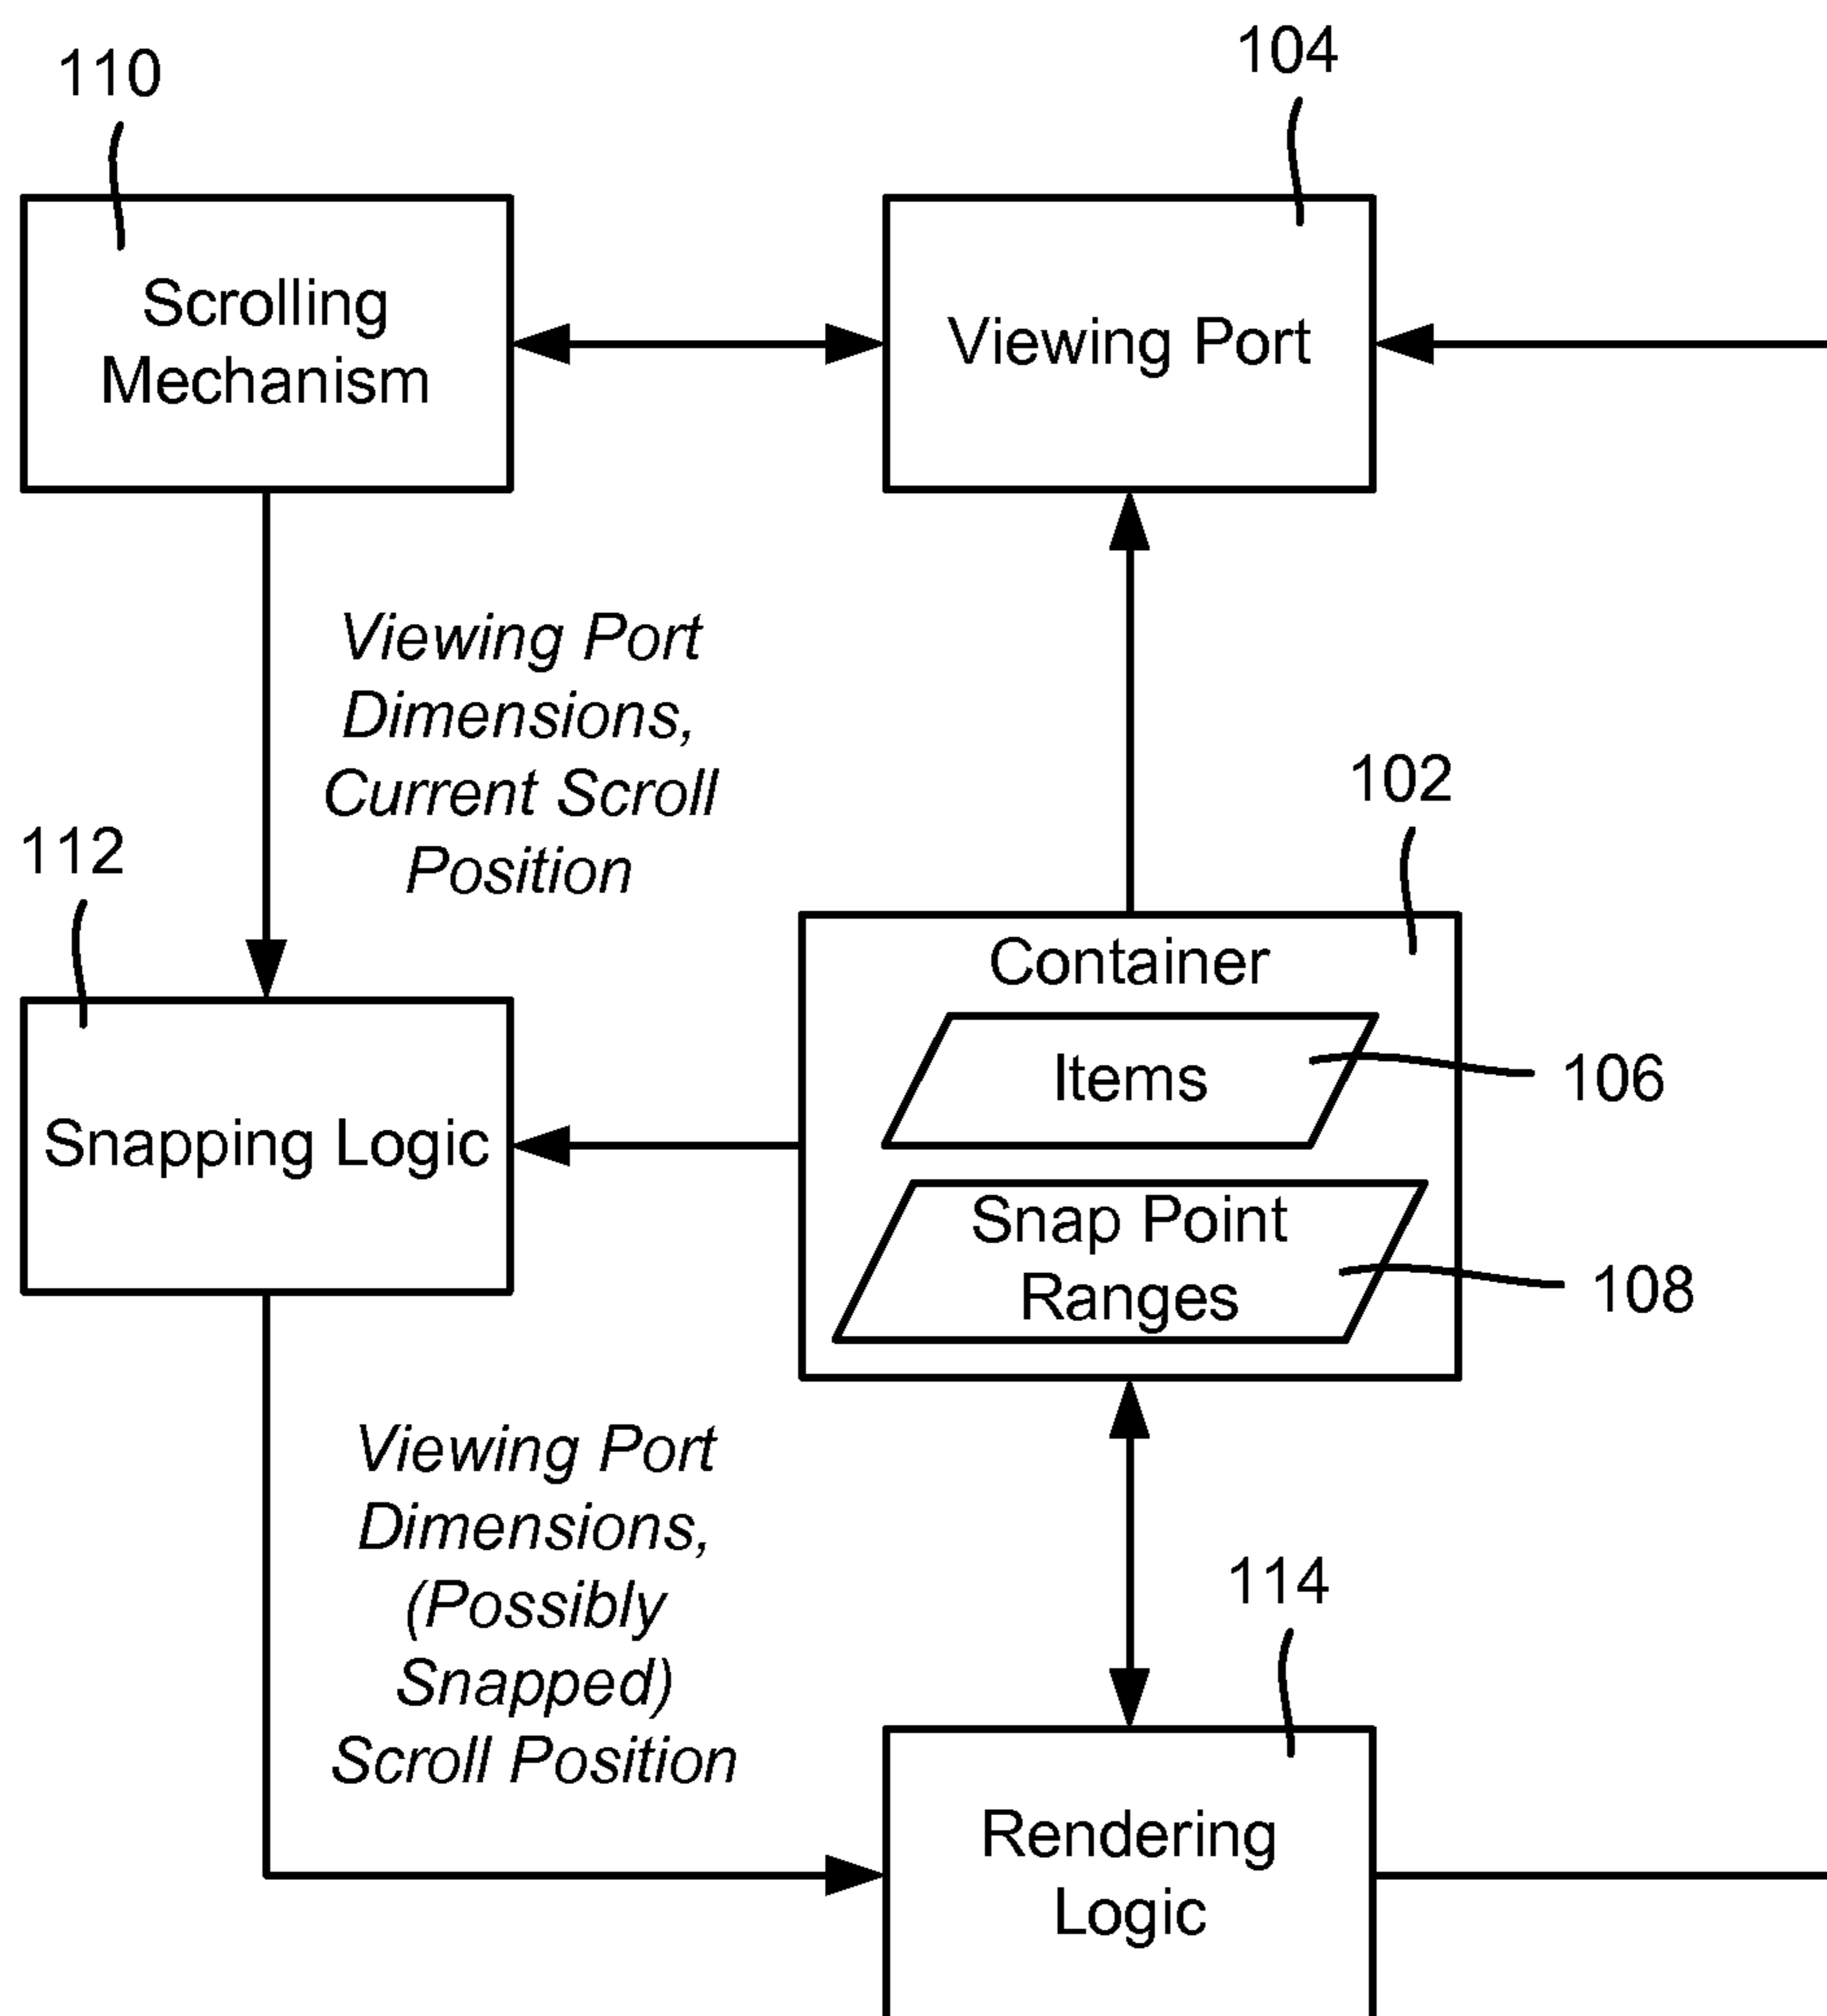 110
104
Scrolling
Mechanism
Viewing Port
Viewing Port
Dimensions,
Current Scroll
Position
102
112
Container
Items
106
Snapping Logic
Snap Point
Ranges
108
Viewing Port
Dimensions,
(Possibly
Snapped)
Scroll Position
114
Rendering
Logic